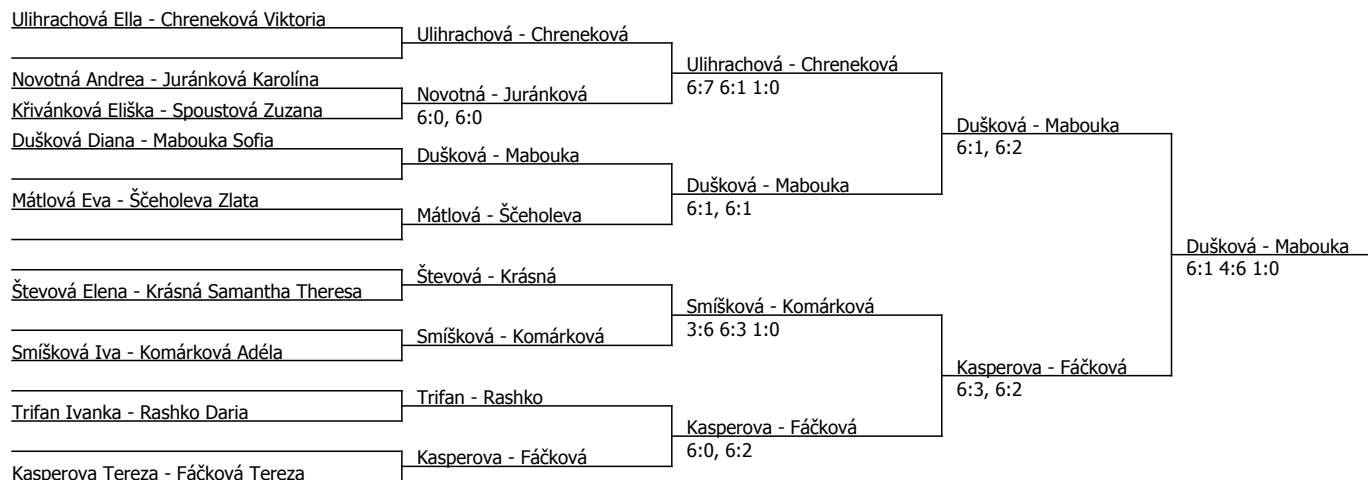 Ulihrachová Ella - Chreneková Viktoria
Novotná Andrea - Juránková Karolína
Křivánková Eliška - Spoustová Zuzana
Dušková Diana - Mabouka Sofia
Mátlová Eva - Ščeholeva Zlata
Števová Elena - Krásná Samantha Theresa
Smíšková Iva - Komárková Adéla
Trifan Ivanka - Rashko Daria
Kasperova Tereza - Fáčková Tereza
Ulihrachová - Chreneková
Novotná - Juránková
6:0, 6:0
Dušková - Mabouka
Mátlová - Ščeholeva
Števová - Krásná
Smíšková - Komárková
Trifan - Rashko
Kasperova - Fáčková
Ulihrachová - Chreneková
6:7 6:1 1:0
Dušková - Mabouka
6:1, 6:1
Smíšková - Komárková
3:6 6:3 1:0
Kasperova - Fáčková
6:0, 6:2
Dušková - Mabouka
6:1, 6:2
Kasperova - Fáčková
6:3, 6:2
Dušková - Mabouka
6:1 4:6 1:0